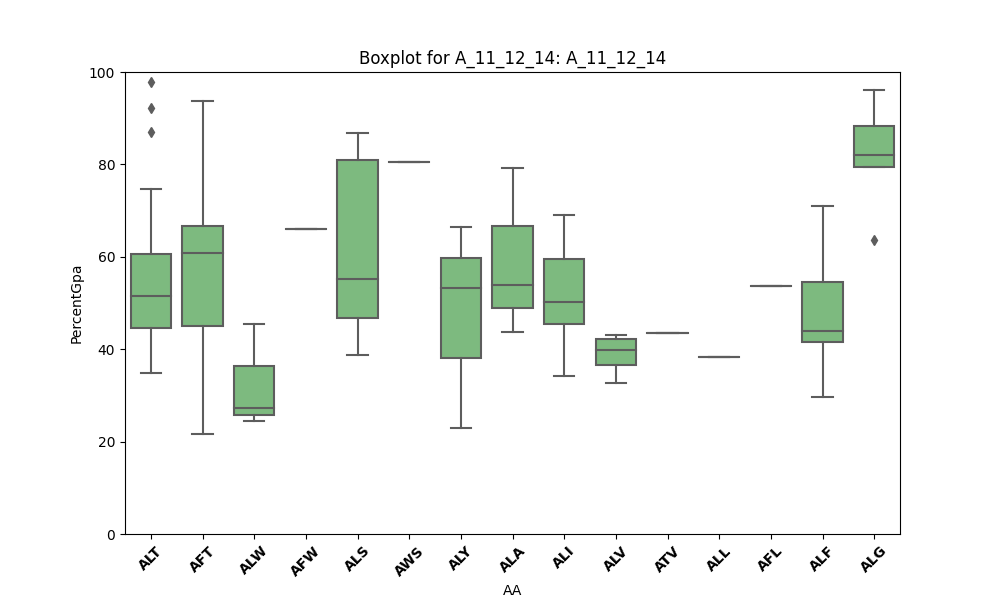 Boxplot for A_11_12_14: A_11_12_14
PercentGpa
100
80
60
40
20
0
ALT AFT ALW AFW ALS AWS ALY ALA ALI ALV ATV ALL AFL ALF ALG
AA